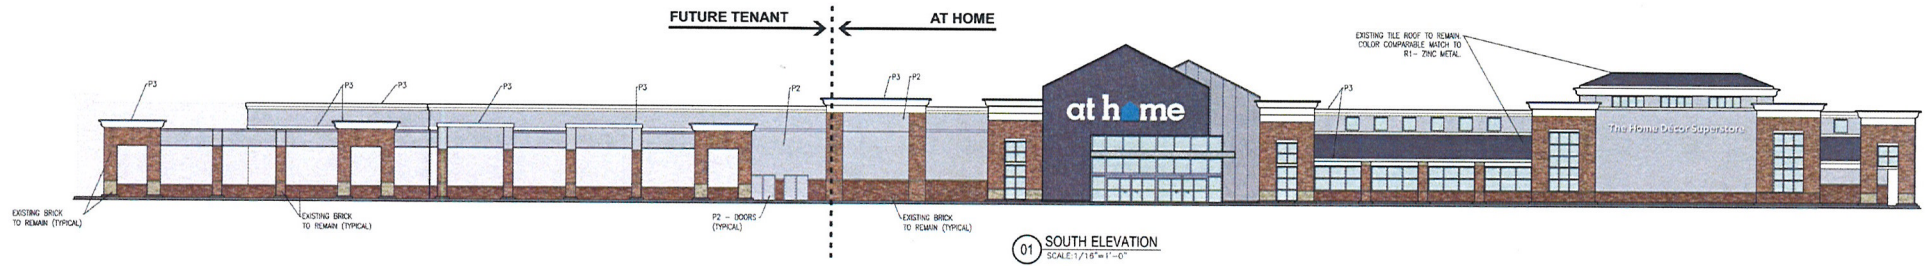 FUTURE TENANT
AT HOME
EXISTING TILE ROOF TO REMAIN.
COLOR COMPARABLE MATCH TO
R1- ZINC METAL.
P3
P3
P3
P3
P3
P2
P3
P2
P3
at home
The Home Décor Superstore
EXISTING BRICK
TO REMAIN (TYPICAL)
EXISTING BRICK
TO REMAIN (TYPICAL)
P2 - DOORS
(TYPICAL)
EXISTING BRICK
TO REMAIN (TYPICAL)
01 SOUTH ELEVATION
SCALE:1/16"=1'-0"